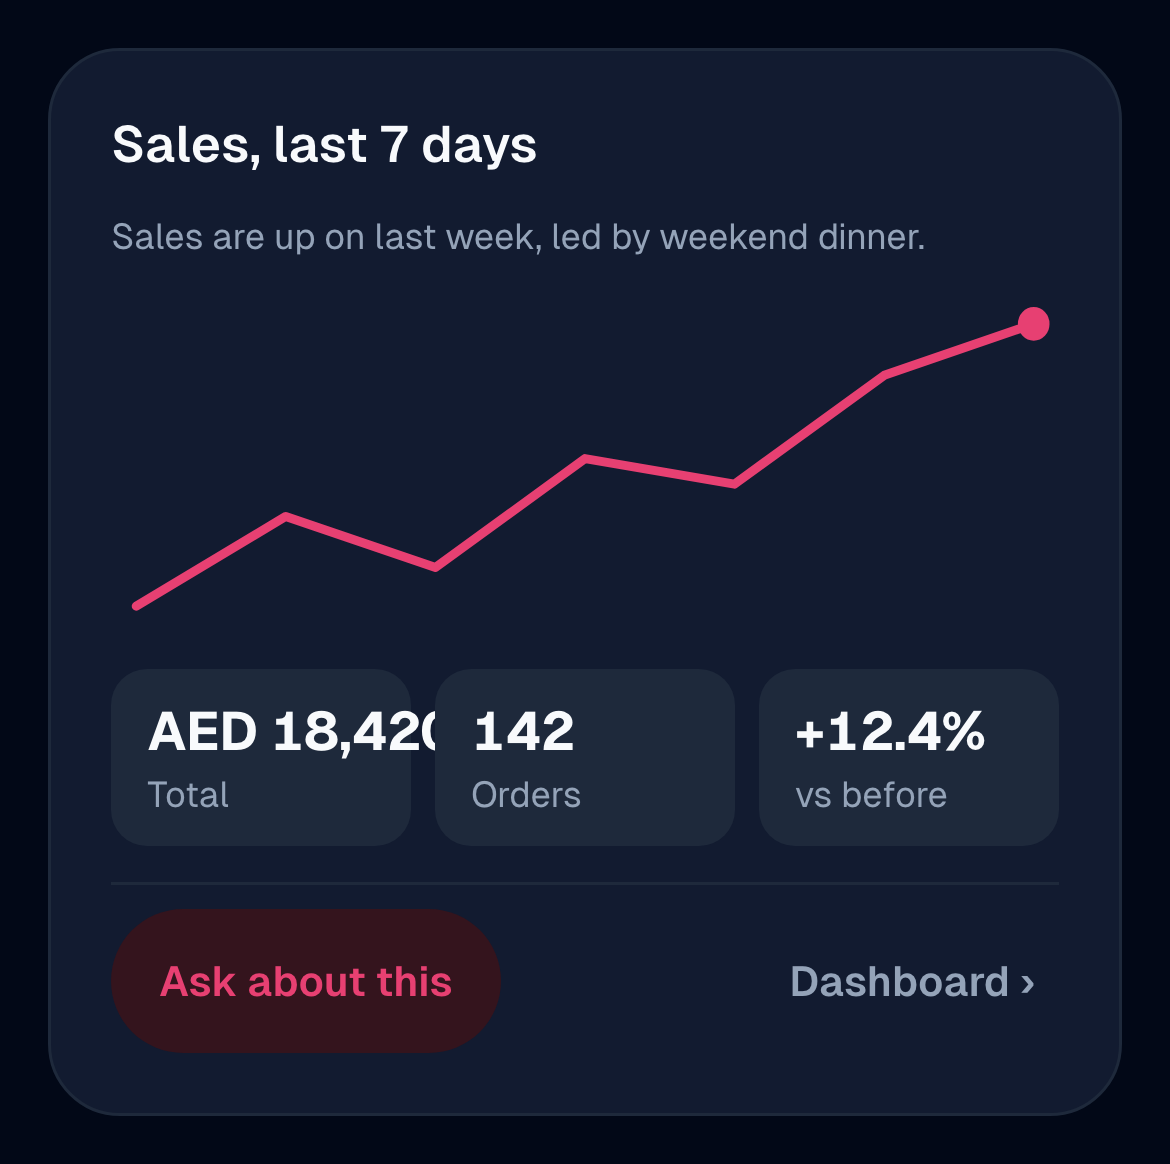 Sales, last 7 days
Sales are up on last week, led by weekend dinner.
AED 18,420
Total
142
Orders
+12.4%
vs before
Ask about this
Dashboard ›